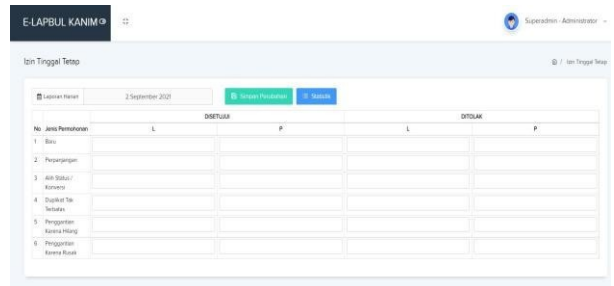 E-LAPBUL KANIM
Superadmin - Administrator
Izin Tinggal Tetap
/ Izin Tinggal Tetap
Laporan Harian 2 September 2021 Simpan Perubahan Statistik
DISETUJUI DITOLAK
No Jenis Permohonan L P L P
1 Baru
2 Perpanjangan
3 Alih Status /
Konversi
4 Duplikat Tak
Terbatas
5 Penggantian
Karena Hilang
6 Penggantian
Karena Rusak